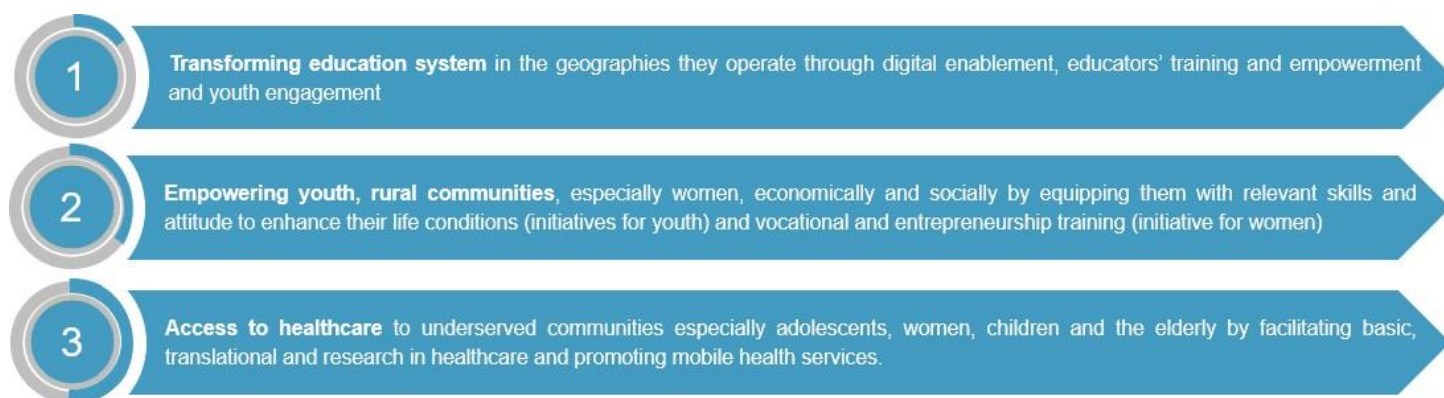 1
Transforming education system in the geographies they operate through digital enablement, educators’ training and empowerment
and youth engagement
2
Empowering youth, rural communities, especially women, economically and socially by equipping them with relevant skills and
attitude to enhance their life conditions (initiatives for youth) and vocational and entrepreneurship training (initiative for women)
3
Access to healthcare to underserved communities especially adolescents, women, children and the elderly by facilitating basic,
translational and research in healthcare and promoting mobile health services.